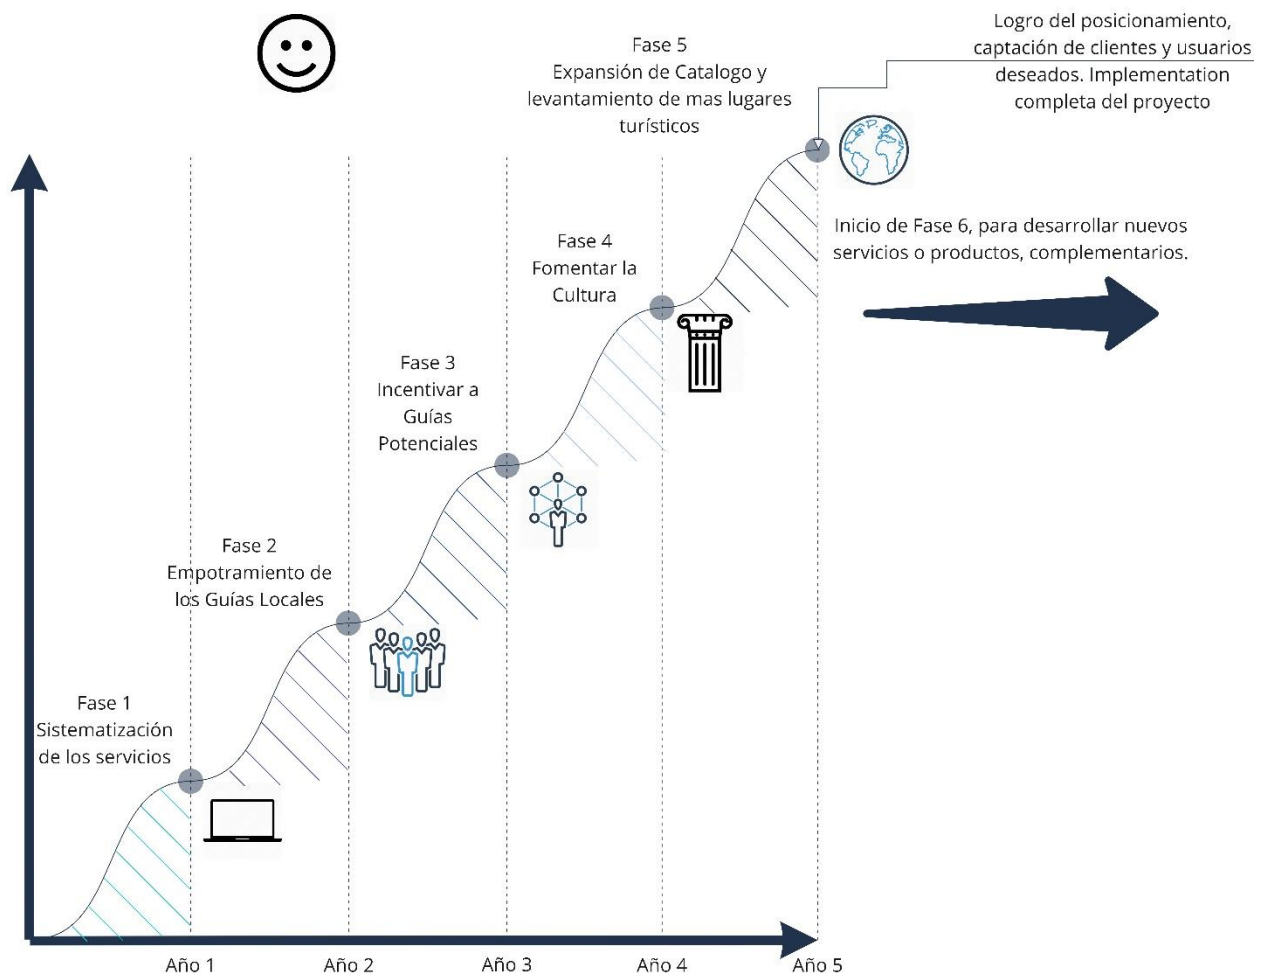 Logro del posicionamiento,
captación de clientes y usuarios
deseados. Implementation
completa del proyecto
Fase 5
Expansión de Catalogo y
levantamiento de mas lugares
turísticos
Inicio de Fase 6, para desarrollar nuevos
servicios o productos, complementarios.
Fase 4
Fomentar la
Cultura
Fase 3
Incentivar a
Guías
Potenciales
Fase 2
Empotramiento de
los Guías Locales
Fase 1
Sistematización
de los servicios
Año 1
Año 2
Año 3
Año 4
Año 5